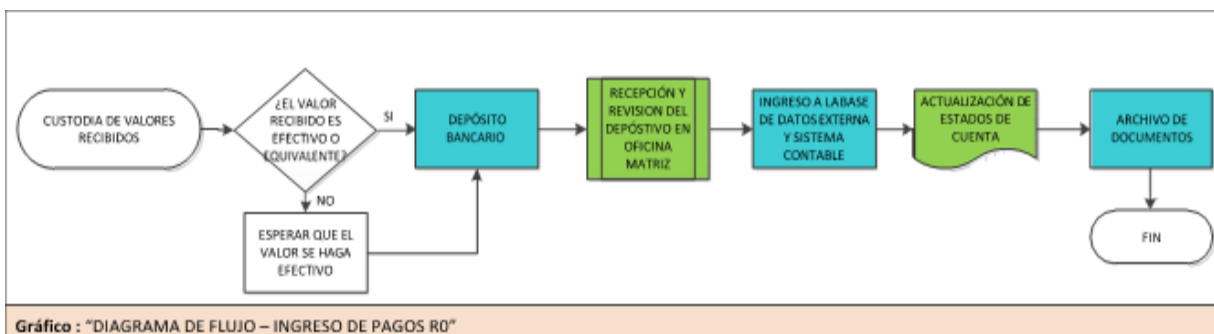 CUSTODIA DE VALORES
RECIBIDOS
¿EL VALOR
RECIBIDO ES
EFECTIVO O
EQUIVALENTE?
SI
NO
ESPERAR QUE EL
VALOR SE HAGA
EFECTIVO
DEPÓSITO
BANCARIO
RECEPCIÓN Y
REVISION DEL
DEPÓSTIVO EN
OFICINA
MATRIZ
INGRESO A LABASE
DE DATOS EXTERNA
Y SISTEMA
CONTABLE
ACTUALIZACIÓN DE
ESTADOS DE
CUENTA
ARCHIVO DE
DOCUMENTOS
FIN
Gráfico : “DIAGRAMA DE FLUJO – INGRESO DE PAGOS R0”